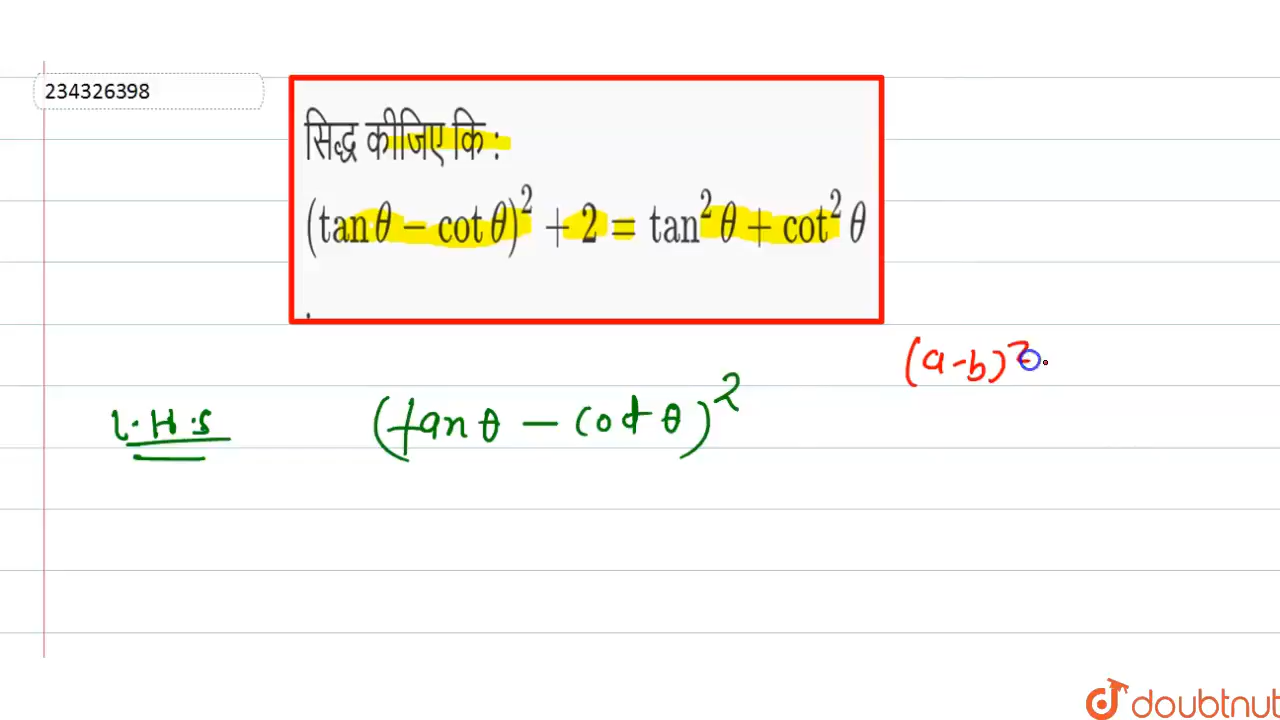 234326398
सिद्ध कीजिए कि :
(tan θ − cot θ)² + 2 = tan² θ + cot² θ
.
(a-b)²
L.H.S (tan θ − cot θ)²
doubtnut